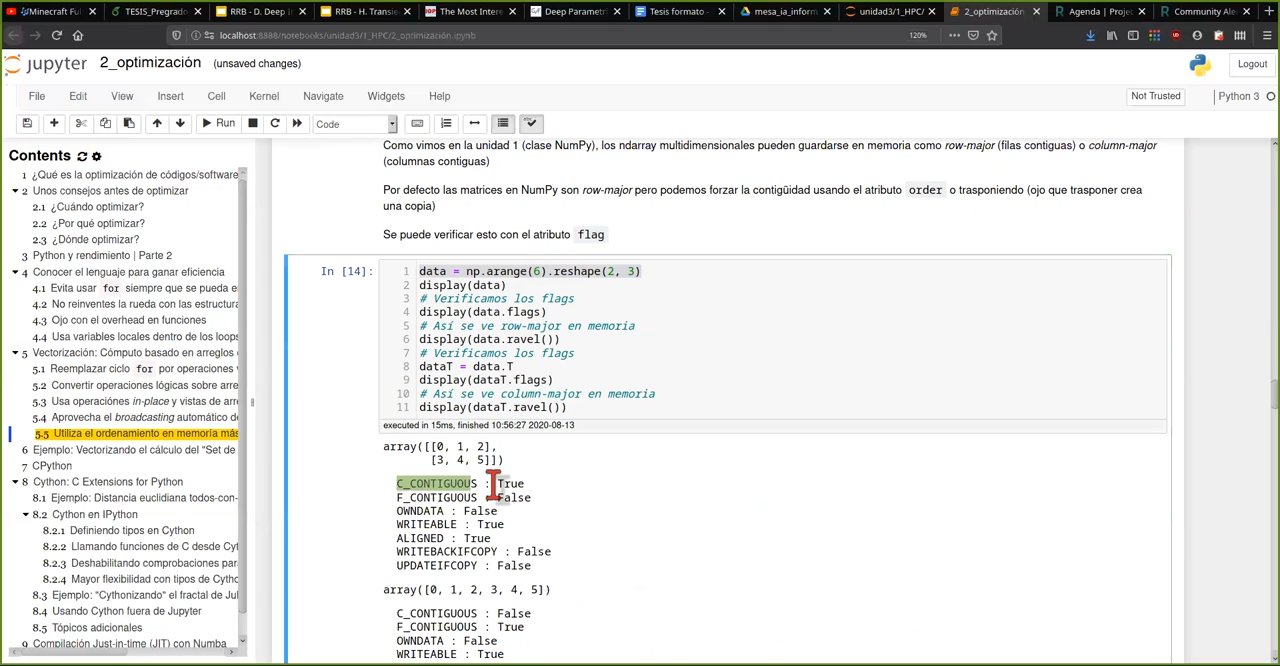 Minecraft Ful
TESIS_Pregrado
RRB - D. Deep I
RRB - H. Transie
The Most Intere
Deep Parametri
Tesis formato -
mesa_ia_inform
unidad3/1_HPC/
2_optimización
Agenda | Projec
Community Ale
localhost:8888/notebooks/unidad3/1_HPC/2_optimización.ipynb
120%
jupyter 2_optimización (unsaved changes)
Logout
File Edit View Insert Cell Kernel Navigate Widgets Help
Not Trusted
Python 3
Run
Code
Contents
1 ¿Qué es la optimización de códigos/software
2 Unos consejos antes de optimizar
2.1 ¿Cuándo optimizar?
2.2 ¿Por qué optimizar?
2.3 ¿Dónde optimizar?
3 Python y rendimiento | Parte 2
4 Conocer el lenguaje para ganar eficiencia
4.1 Evita usar for siempre que se pueda e
4.2 No reinventes la rueda con las estructura
4.3 Ojo con el overhead en funciones
4.4 Usa variables locales dentro de los loops
5 Vectorización: Cómputo basado en arreglos
5.1 Reemplazar ciclo for por operaciones
5.2 Convertir operaciones lógicas sobre arre
5.3 Usa operaciónes in-place y vistas de arr
5.4 Aprovecha el broadcasting automático de
5.5 Utiliza el ordenamiento en memoría más
6 Ejemplo: Vectorizando el cálculo del "Set de
7 CPython
8 Cython: C Extensions for Python
8.1 Ejemplo: Distancia euclidiana todos-con-
8.2 Cython en IPython
8.2.1 Definiendo tipos en Cython
8.2.2 Llamando funciones de C desde Cyt
8.2.3 Deshabilitando comprobaciones par
8.2.4 Mayor flexibilidad con tipos de Cytho
8.3 Ejemplo: "Cythonizando" el fractal de Jul
8.4 Usando Cython fuera de Jupyter
8.5 Tópicos adicionales
9 Compilación Just-in-time (JIT) con Numba
Como vimos en la unidad 1 (clase NumPy), los ndarray multidimensionales pueden guardarse en memoria como row-major (filas contiguas) o column-major
(columnas contiguas)
Por defecto las matrices en NumPy son row-major pero podemos forzar la contigüidad usando el atributo order o trasponiendo (ojo que trasponer crea
una copia)
Se puede verificar esto con el atributo flag
In [14]:
1 data = np.arange(6).reshape(2, 3)
2 display(data)
3 # Verificamos los flags
4 display(data.flags)
5 # Así se ve row-major en memoria
6 display(data.ravel())
7 # Verificamos los flags
8 dataT = data.T
9 display(dataT.flags)
10 # Así se ve column-major en memoria
11 display(dataT.ravel())
executed in 15ms, finished 10:56:27 2020-08-13
array([[0, 1, 2],
[3, 4, 5]])
C_CONTIGUOUS : True
F_CONTIGUOUS : False
OWNDATA : False
WRITEABLE : True
ALIGNED : True
WRITEBACKIFCOPY : False
UPDATEIFCOPY : False
array([0, 1, 2, 3, 4, 5])
C_CONTIGUOUS : False
F_CONTIGUOUS : True
OWNDATA : False
WRITEABLE : True